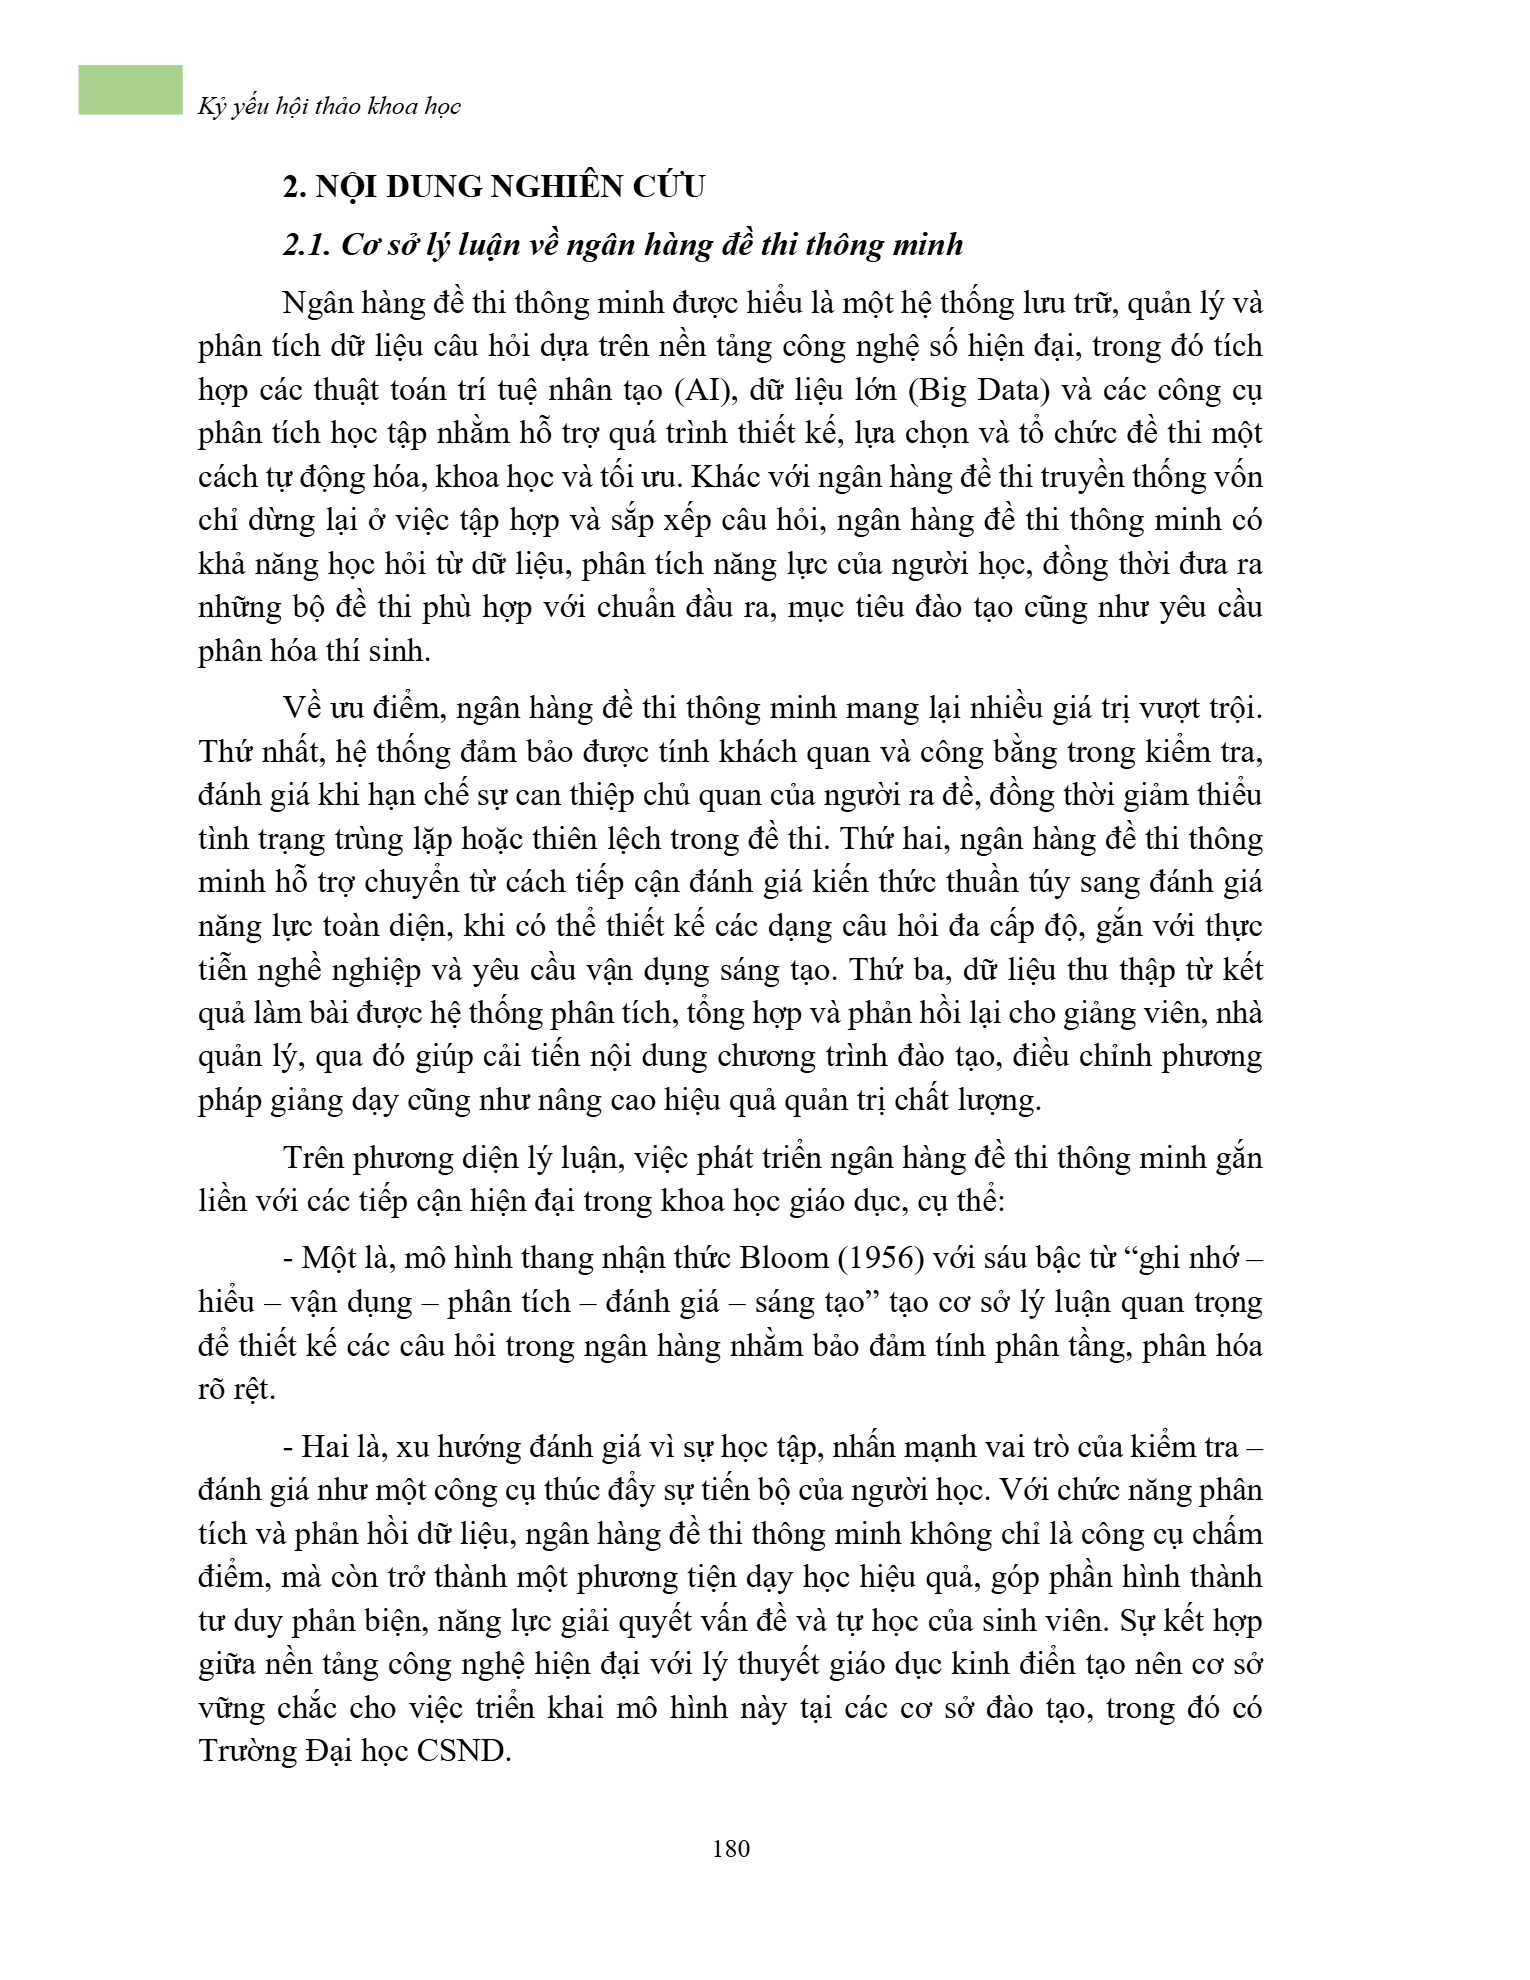 Kỷ yếu hội thảo khoa học
2. NỘI DUNG NGHIÊN CỨU
2.1. Cơ sở lý luận về ngân hàng đề thi thông minh
Ngân hàng đề thi thông minh được hiểu là một hệ thống lưu trữ, quản lý và
phân tích dữ liệu câu hỏi dựa trên nền tảng công nghệ số hiện đại, trong đó tích
hợp các thuật toán trí tuệ nhân tạo (AI), dữ liệu lớn (Big Data) và các công cụ
phân tích học tập nhằm hỗ trợ quá trình thiết kế, lựa chọn và tổ chức đề thi một
cách tự động hóa, khoa học và tối ưu. Khác với ngân hàng đề thi truyền thống vốn
chỉ dừng lại ở việc tập hợp và sắp xếp câu hỏi, ngân hàng đề thi thông minh có
khả năng học hỏi từ dữ liệu, phân tích năng lực của người học, đồng thời đưa ra
những bộ đề thi phù hợp với chuẩn đầu ra, mục tiêu đào tạo cũng như yêu cầu
phân hóa thí sinh.
Về ưu điểm, ngân hàng đề thi thông minh mang lại nhiều giá trị vượt trội.
Thứ nhất, hệ thống đảm bảo được tính khách quan và công bằng trong kiểm tra,
đánh giá khi hạn chế sự can thiệp chủ quan của người ra đề, đồng thời giảm thiểu
tình trạng trùng lặp hoặc thiên lệch trong đề thi. Thứ hai, ngân hàng đề thi thông
minh hỗ trợ chuyển từ cách tiếp cận đánh giá kiến thức thuần túy sang đánh giá
năng lực toàn diện, khi có thể thiết kế các dạng câu hỏi đa cấp độ, gắn với thực
tiễn nghề nghiệp và yêu cầu vận dụng sáng tạo. Thứ ba, dữ liệu thu thập từ kết
quả làm bài được hệ thống phân tích, tổng hợp và phản hồi lại cho giảng viên, nhà
quản lý, qua đó giúp cải tiến nội dung chương trình đào tạo, điều chỉnh phương
pháp giảng dạy cũng như nâng cao hiệu quả quản trị chất lượng.
Trên phương diện lý luận, việc phát triển ngân hàng đề thi thông minh gắn
liền với các tiếp cận hiện đại trong khoa học giáo dục, cụ thể:
- Một là, mô hình thang nhận thức Bloom (1956) với sáu bậc từ “ghi nhớ –
hiểu – vận dụng – phân tích – đánh giá – sáng tạo” tạo cơ sở lý luận quan trọng
để thiết kế các câu hỏi trong ngân hàng nhằm bảo đảm tính phân tầng, phân hóa
rõ rệt.
- Hai là, xu hướng đánh giá vì sự học tập, nhấn mạnh vai trò của kiểm tra –
đánh giá như một công cụ thúc đẩy sự tiến bộ của người học. Với chức năng phân
tích và phản hồi dữ liệu, ngân hàng đề thi thông minh không chỉ là công cụ chấm
điểm, mà còn trở thành một phương tiện dạy học hiệu quả, góp phần hình thành
tư duy phản biện, năng lực giải quyết vấn đề và tự học của sinh viên. Sự kết hợp
giữa nền tảng công nghệ hiện đại với lý thuyết giáo dục kinh điển tạo nên cơ sở
vững chắc cho việc triển khai mô hình này tại các cơ sở đào tạo, trong đó có
Trường Đại học CSND.
180